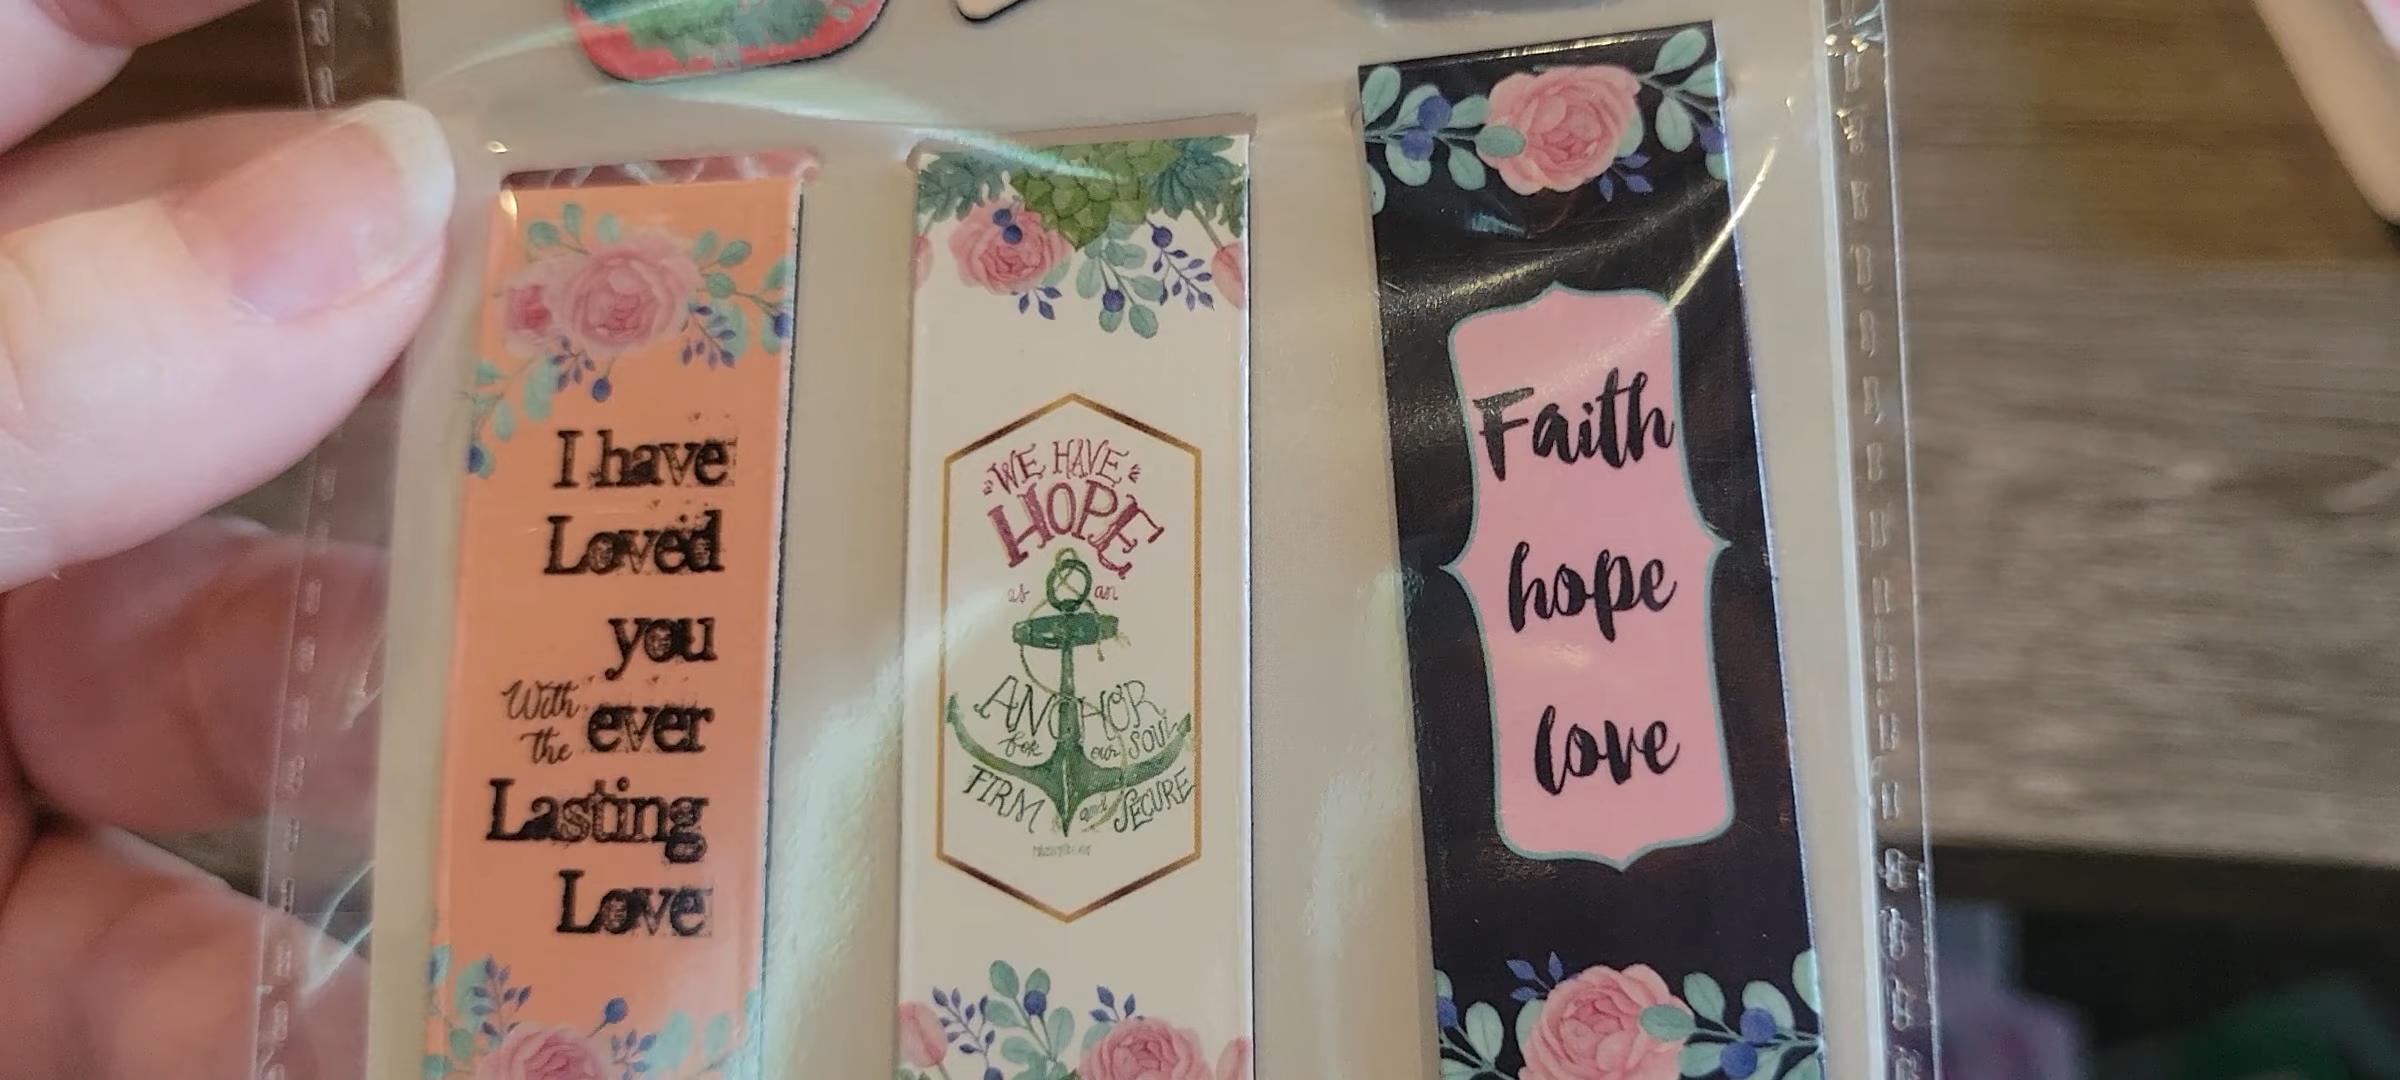 I have
Loved
you
With ever
the
Lasting
Love
WE HAVE
HOPE
as an
ANCHOR
for our SOUL
FIRM and SECURE
Faith
hope
love